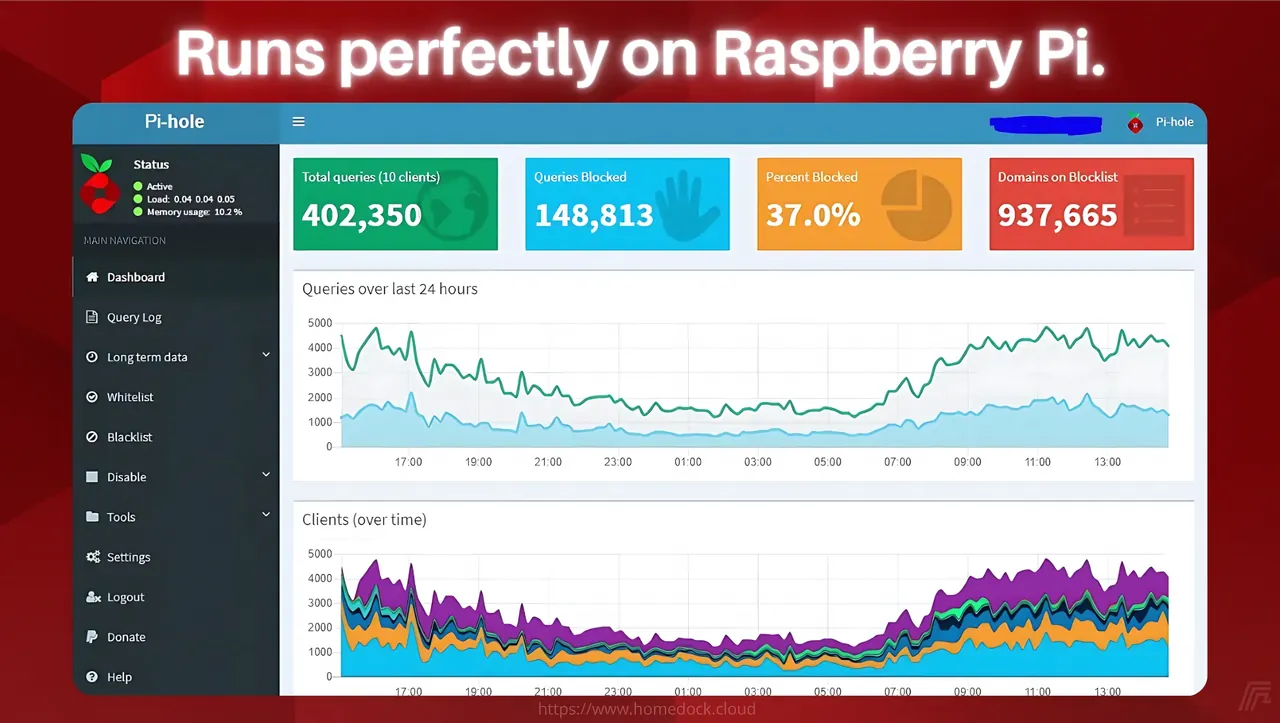 Runs perfectly on Raspberry Pi.
Pi-hole
Pi-hole
Status
Active
Load: 0.04 0.04 0.05
Memory usage: 10.2 %
MAIN NAVIGATION
Dashboard
Query Log
Long term data
Whitelist
Blacklist
Disable
Tools
Settings
Logout
Donate
Help
Total queries (10 clients)
402,350
Queries Blocked
148,813
Percent Blocked
37.0%
Domains on Blocklist
937,665
Queries over last 24 hours
5000
4000
3000
2000
1000
0
17:00 19:00 21:00 23:00 01:00 03:00 05:00 07:00 09:00 11:00 13:00
Clients (over time)
5000
4000
3000
2000
1000
0
17:00 19:00 21:00 23:00 01:00 03:00 05:00 07:00 09:00 11:00 13:00
https://www.homedock.cloud